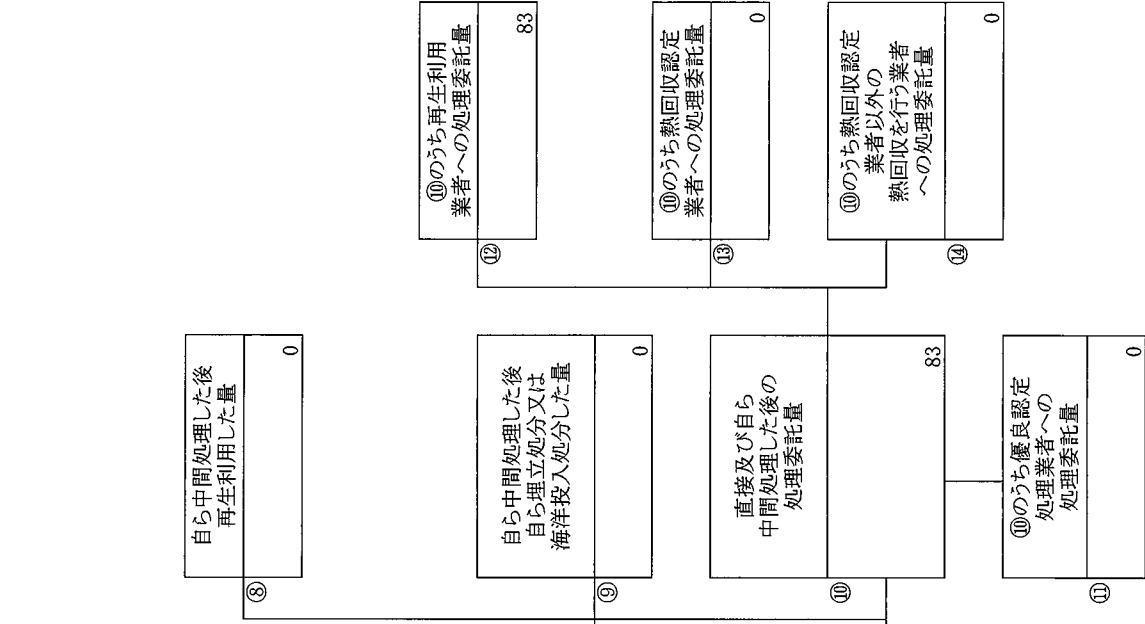 ⑧
自ら中間処理した後
再生利用した量
0
⑨
自ら中間処理した後
自ら埋立処分又は
海洋投入処分した量
0
⑩
直接及び自ら
中間処理した後の
処理委託量
83
⑪
⑩のうち優良認定
処理業者への
処理委託量
0
⑫
⑩のうち再生利用
業者への処理委託量
83
⑬
⑩のうち熱回収認定
業者への処理委託量
0
⑭
⑩のうち熱回収認定
業者以外の
熱回収を行う業者
への処理委託量
0